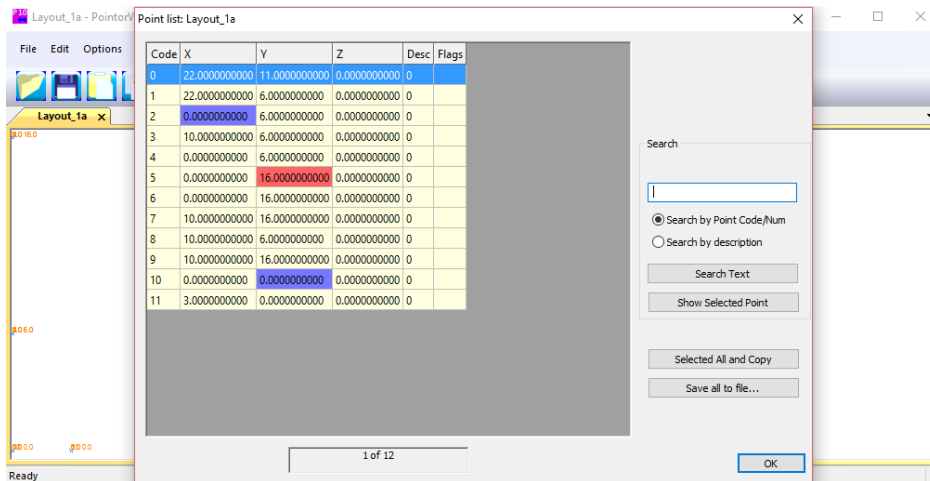 Layout_1a - PointorV
Point list: Layout_1a
File Edit Options
Layout_1a x
Code X Y Z Desc Flags
0 22.0000000000 11.0000000000 0.0000000000 0
1 22.0000000000 6.0000000000 0.0000000000 0
2 0.0000000000 6.0000000000 0.0000000000 0
3 10.0000000000 6.0000000000 0.0000000000 0
4 0.0000000000 6.0000000000 0.0000000000 0
5 0.0000000000 16.0000000000 0.0000000000 0
6 0.0000000000 16.0000000000 0.0000000000 0
7 10.0000000000 16.0000000000 0.0000000000 0
8 10.0000000000 6.0000000000 0.0000000000 0
9 10.0000000000 16.0000000000 0.0000000000 0
10 0.0000000000 0.0000000000 0.0000000000 0
11 3.0000000000 0.0000000000 0.0000000000 0
Search
Search by Point Code/Num
Search by description
Search Text
Show Selected Point
Selected All and Copy
Save all to file...
1 of 12
OK
Ready